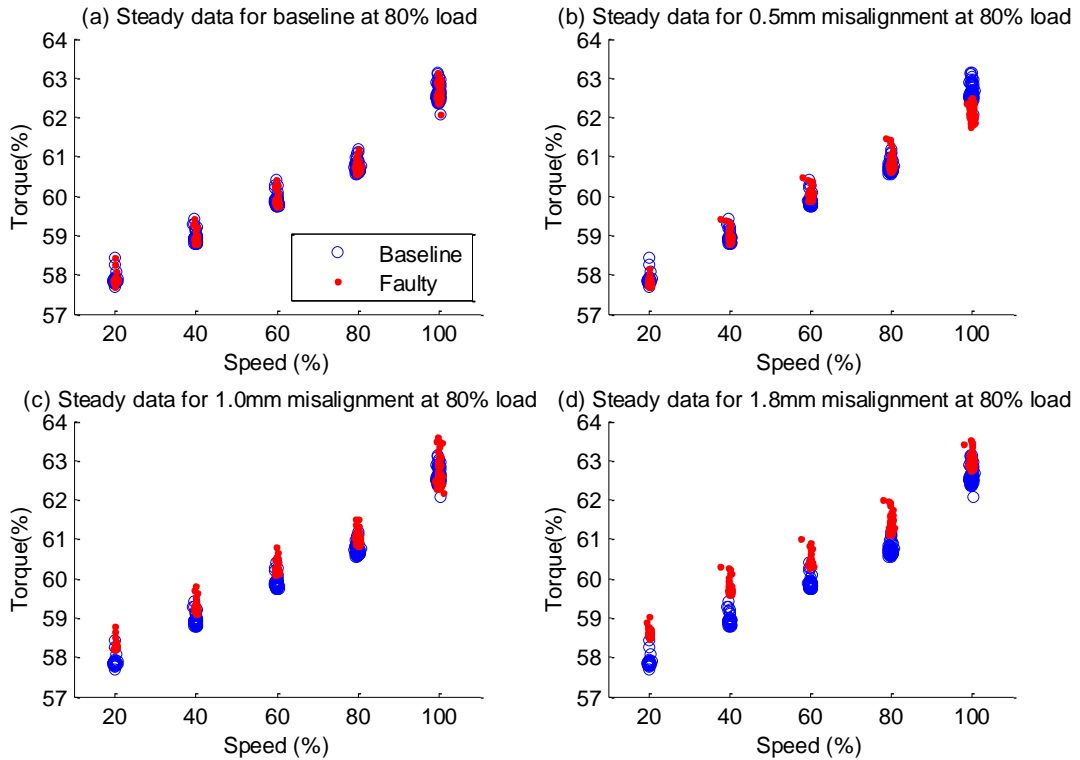 (a) Steady data for baseline at 80% load
64
63
62
61
60
59
58
57
Torque(%)
20 40 60 80 100
Speed (%)
Baseline
Faulty
(b) Steady data for 0.5mm misalignment at 80% load
64
63
62
61
60
59
58
57
Torque(%)
20 40 60 80 100
Speed (%)
(c) Steady data for 1.0mm misalignment at 80% load
64
63
62
61
60
59
58
57
Torque(%)
20 40 60 80 100
Speed (%)
(d) Steady data for 1.8mm misalignment at 80% load
64
63
62
61
60
59
58
57
Torque(%)
20 40 60 80 100
Speed (%)